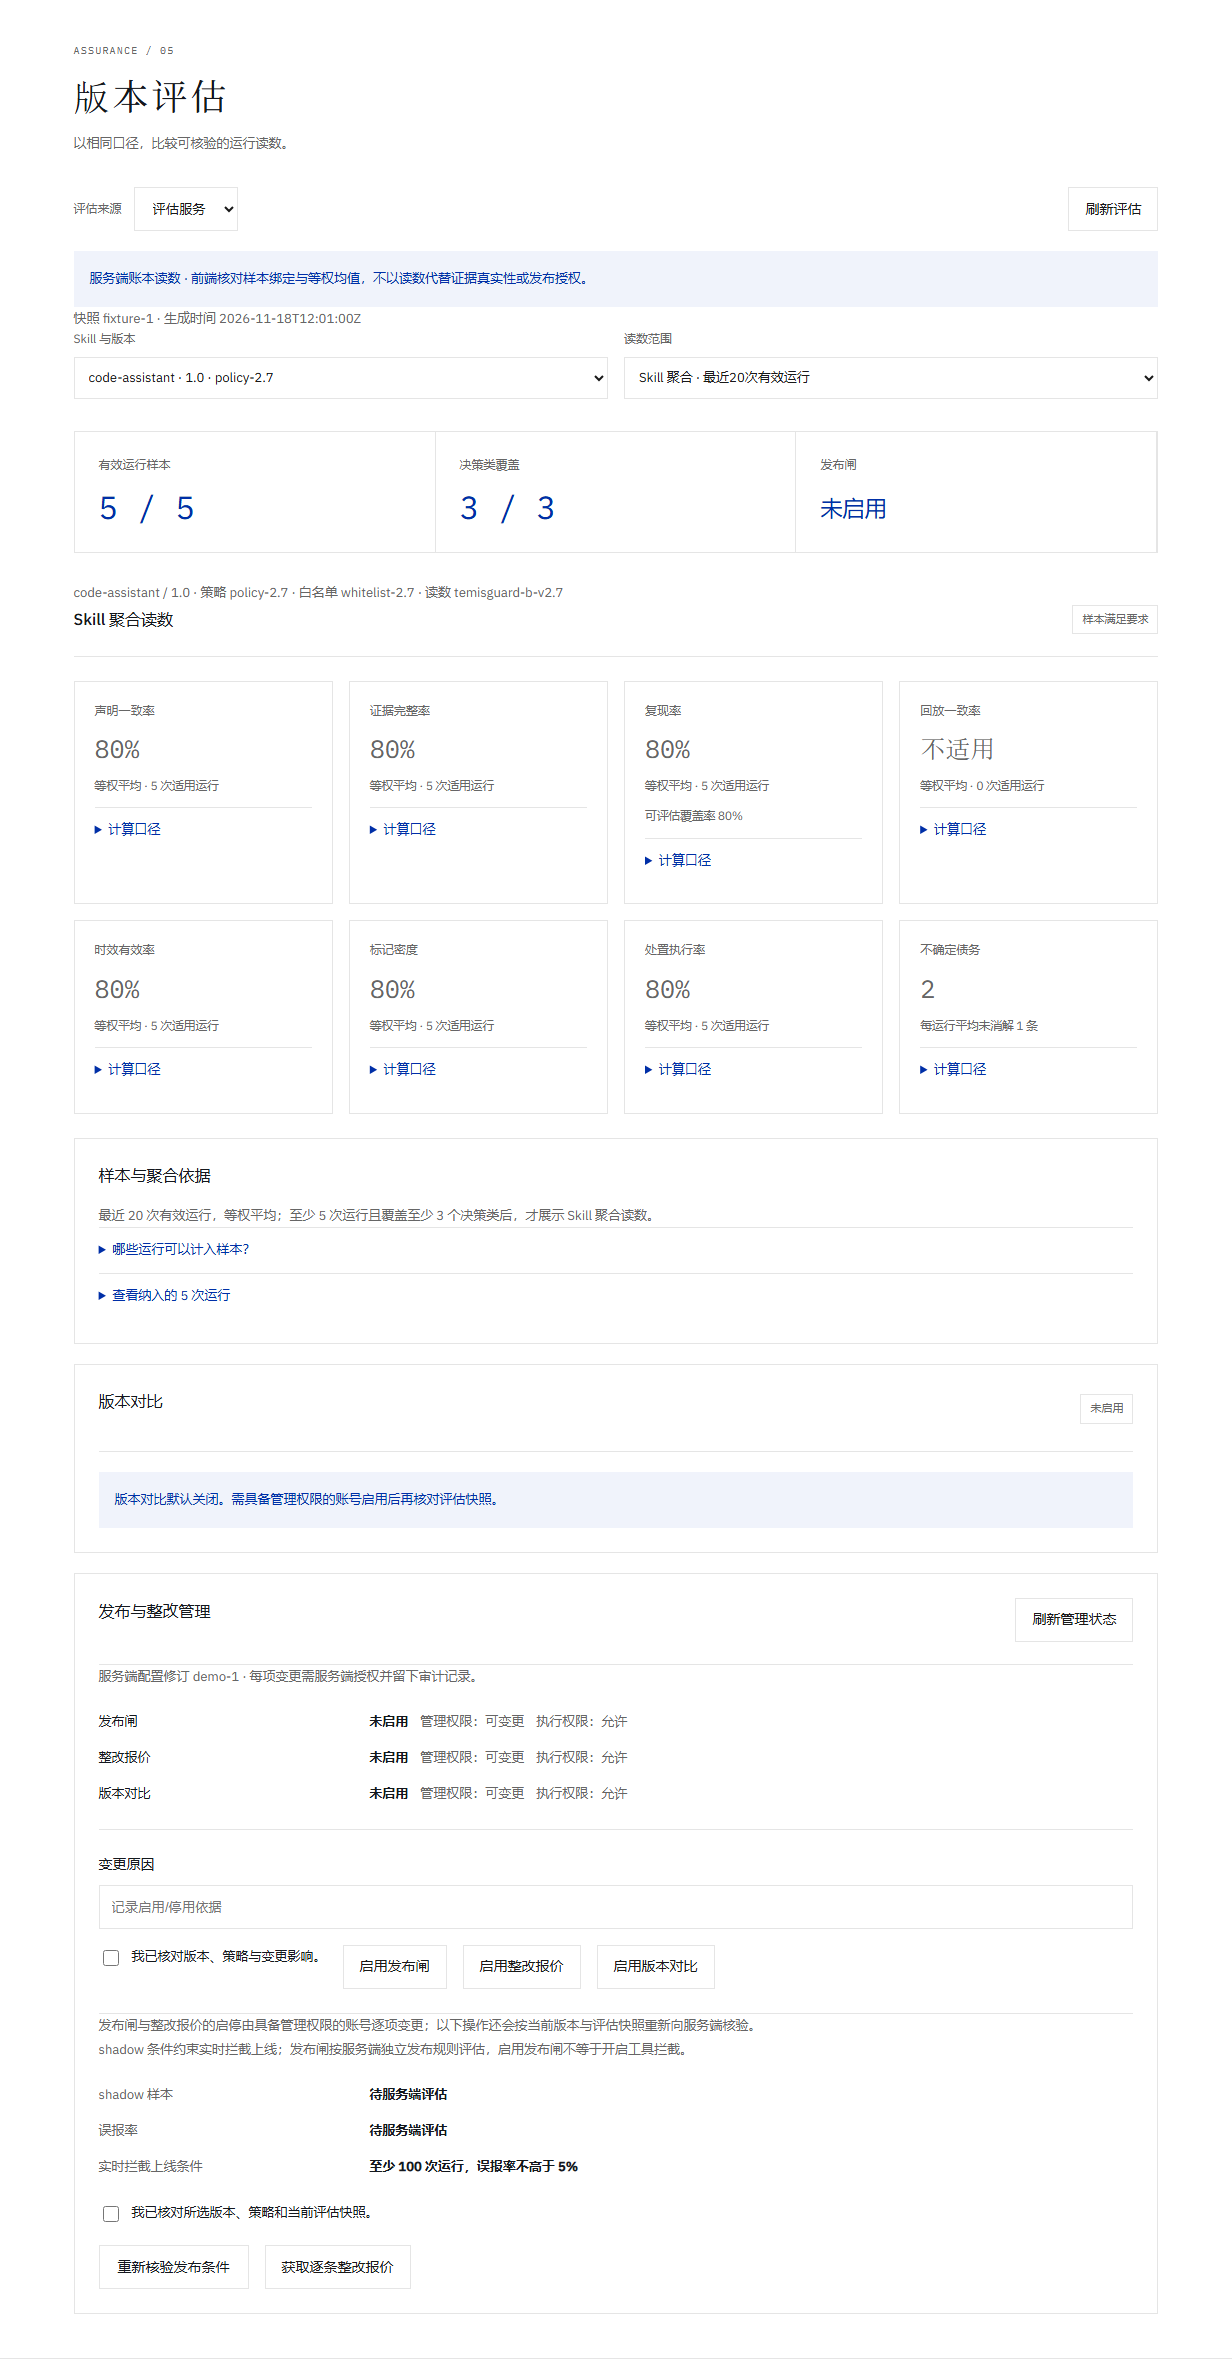 ASSURANCE / 05
版本评估
以相同口径，比较可核验的运行读数。
评估来源 评估服务 刷新评估
服务端账本读数 · 前端核对样本绑定与等权均值，不以读数代替证据真实性或发布授权。
快照 fixture-1 · 生成时间 2026-11-18T12:01:00Z
Skill 与版本 读数范围
code-assistant · 1.0 · policy-2.7 Skill 聚合 · 最近20次有效运行
有效运行样本 决策类覆盖 发布闸
5 / 5 3 / 3 未启用
code-assistant / 1.0 · 策略 policy-2.7 · 白名单 whitelist-2.7 · 读数 temisguard-b-v2.7
Skill 聚合读数 样本满足要求
声明一致率 证据完整率 复现率 回放一致率
80% 80% 80% 不适用
等权平均 · 5 次适用运行 等权平均 · 5 次适用运行 等权平均 · 5 次适用运行 等权平均 · 0 次适用运行
可评估覆盖率 80%
计算口径 计算口径 计算口径 计算口径
时效有效率 标记密度 处置执行率 不确定债务
80% 80% 80% 2
等权平均 · 5 次适用运行 等权平均 · 5 次适用运行 等权平均 · 5 次适用运行 每运行平均未消解 1 条
计算口径 计算口径 计算口径 计算口径
样本与聚合依据
最近 20 次有效运行，等权平均；至少 5 次运行且覆盖至少 3 个决策类后，才展示 Skill 聚合读数。
哪些运行可以计入样本？
查看纳入的 5 次运行
版本对比 未启用
版本对比默认关闭。需具备管理权限的账号启用后再核对评估快照。
发布与整改管理 刷新管理状态
服务端配置修订 demo-1 · 每项变更需服务端授权并留下审计记录。
发布闸 未启用 管理权限：可变更 执行权限：允许
整改报价 未启用 管理权限：可变更 执行权限：允许
版本对比 未启用 管理权限：可变更 执行权限：允许
变更原因
记录启用/停用依据
我已核对版本、策略与变更影响。 启用发布闸 启用整改报价 启用版本对比
发布闸与整改报价的启停由具备管理权限的账号逐项变更；以下操作还会按当前版本与评估快照重新向服务端核验。
shadow 条件约束实时拦截上线；发布闸按服务端独立发布规则评估，启用发布闸不等于开启工具拦截。
shadow 样本 待服务端评估
误报率 待服务端评估
实时拦截上线条件 至少 100 次运行，误报率不高于 5%
我已核对所选版本、策略和当前评估快照。
重新核验发布条件 获取逐条整改报价